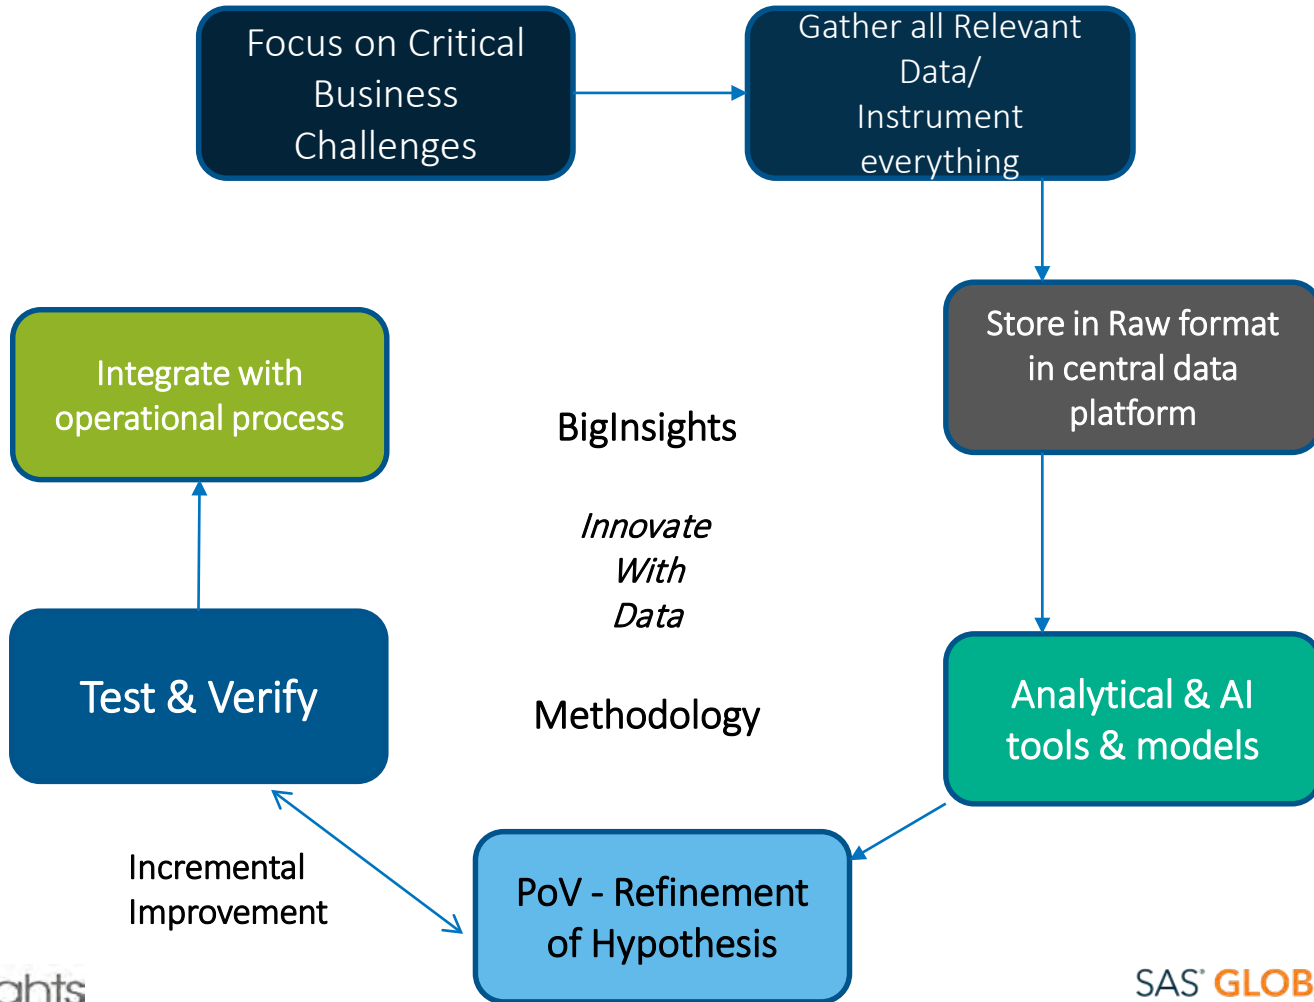 Focus on Critical
Business
Challenges
Gather all Relevant
Data/
Instrument
everything
Store in Raw format
in central data
platform
Analytical & AI
tools & models
PoV - Refinement
of Hypothesis
Incremental
Improvement
Test & Verify
Integrate with
operational process
BigInsights
Innovate
With
Data
Methodology
ghts
SAS® GLOB